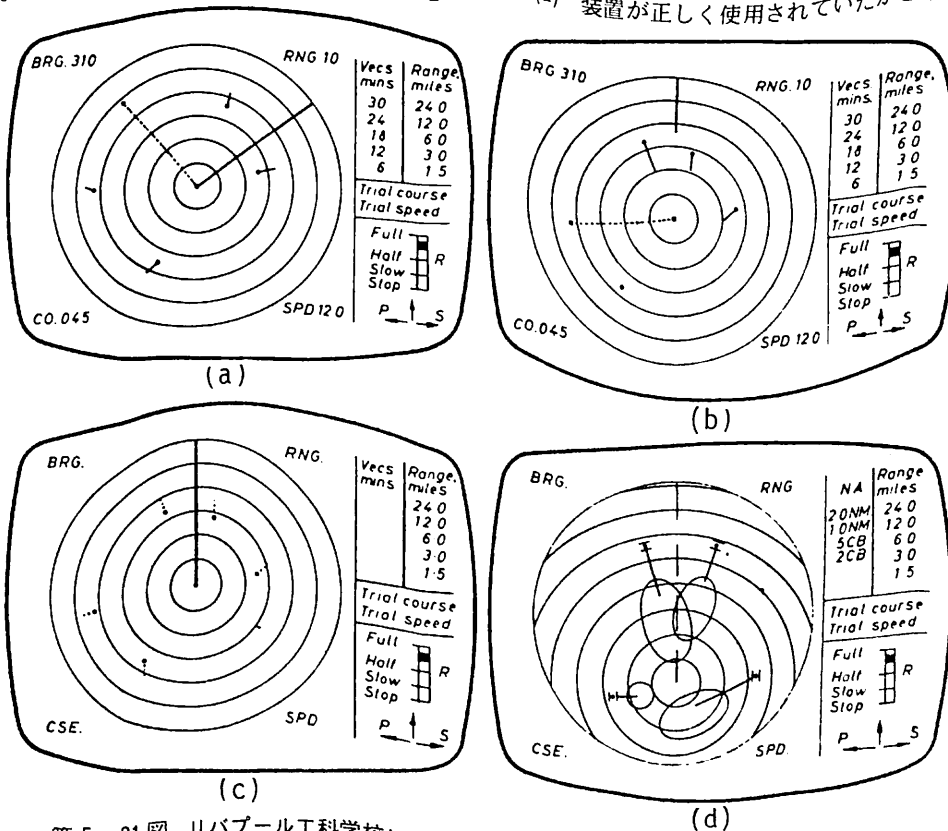 装置が正しく使用されていたか
BRG. 310
RNG 10
Vecs mins
Range, miles
30 24 0
24 12 0
18 6 0
12 3 0
6 1 5
Trial course
Trial speed
Full
Half R
Slow
Stop
P S
CO. 045
SPD 12 0
(a)
BRG 310
RNG. 10
Vecs mins.
Range, miles
30 24 0
24 12 0
18 6 0
12 3 0
6 1 5
Trial course
Trial speed
Full
Half R
Slow
Stop
P S
CO. 045
SPD 12 0
(b)
BRG.
RNG.
Vecs mins
Range, miles
24 0
12 0
6 0
3·0
1·5
Trial course
Trial speed
Full
Half R
Slow
Stop
P S
CSE.
SPD
(c)
BRG.
RNG
NA
Range miles
20NM 24 0
10NM 12 0
5CB 6 0
2CB 3 0
1 5
Trial course
Trial speed
Full
Half R
Slow
Stop
P S
CSE.
SPD.
(d)
21図 リバプール工科学校